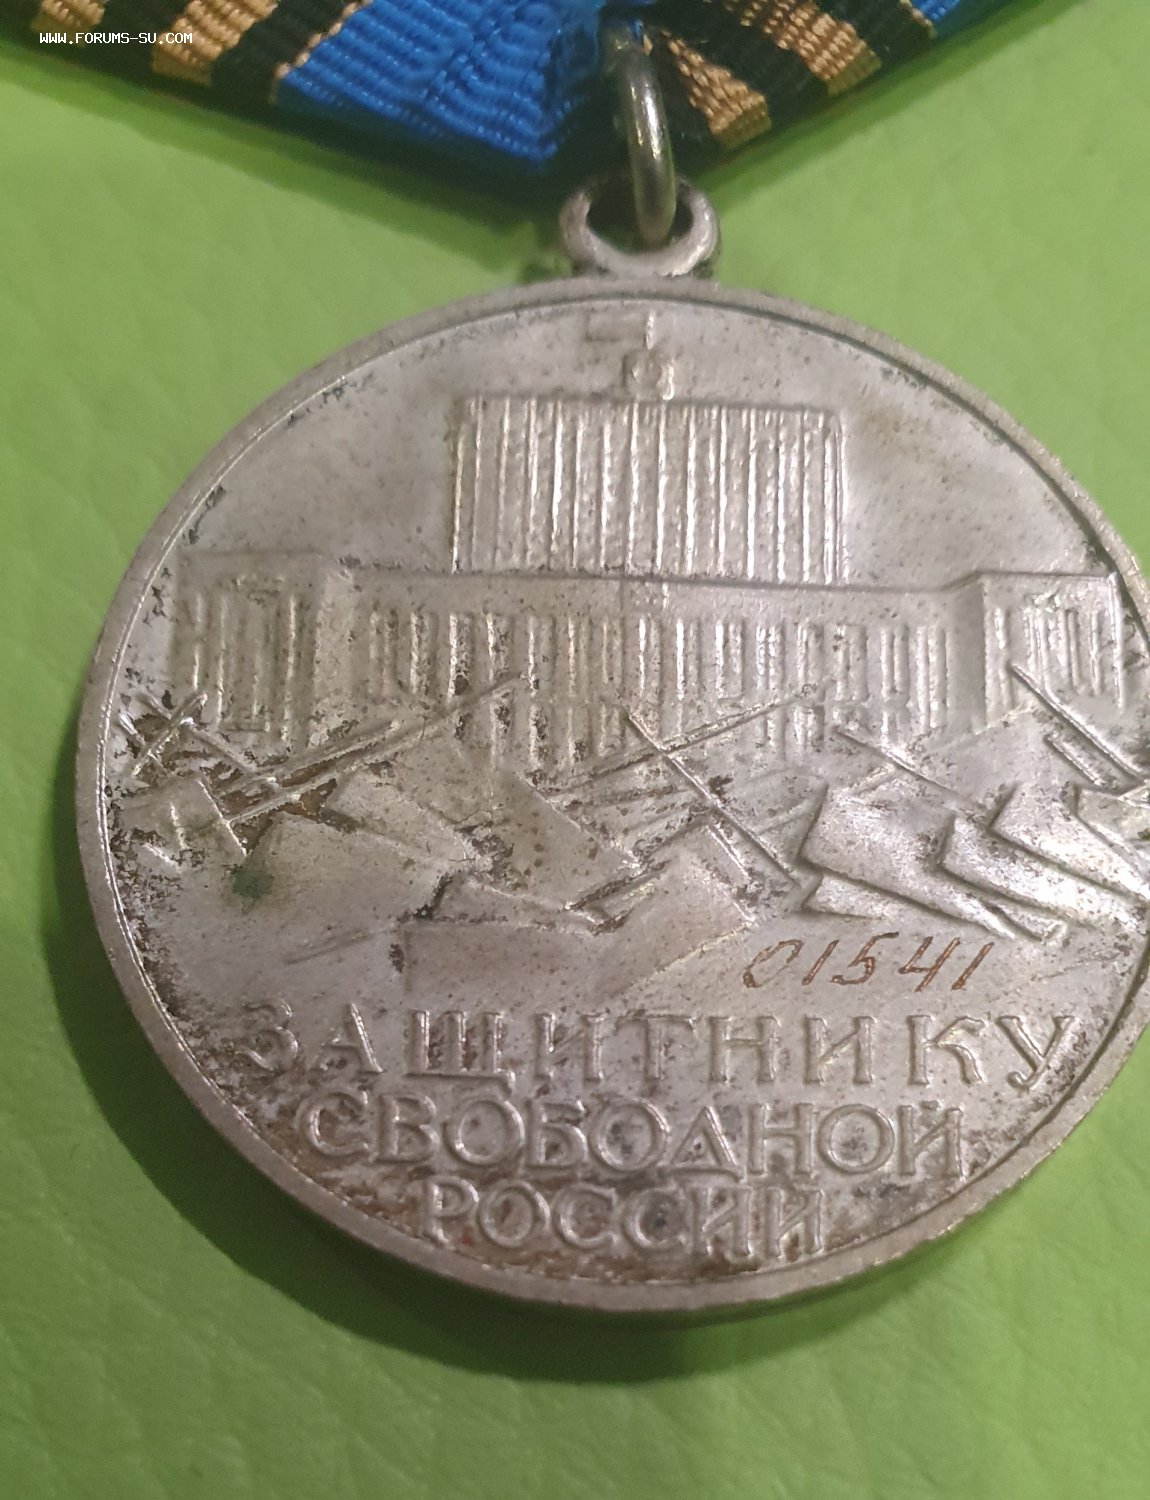 WWW.FORUMS-SU.COM
01541
ЗАЩИТНИКУ
СВОБОДНОЙ
РОССИИ